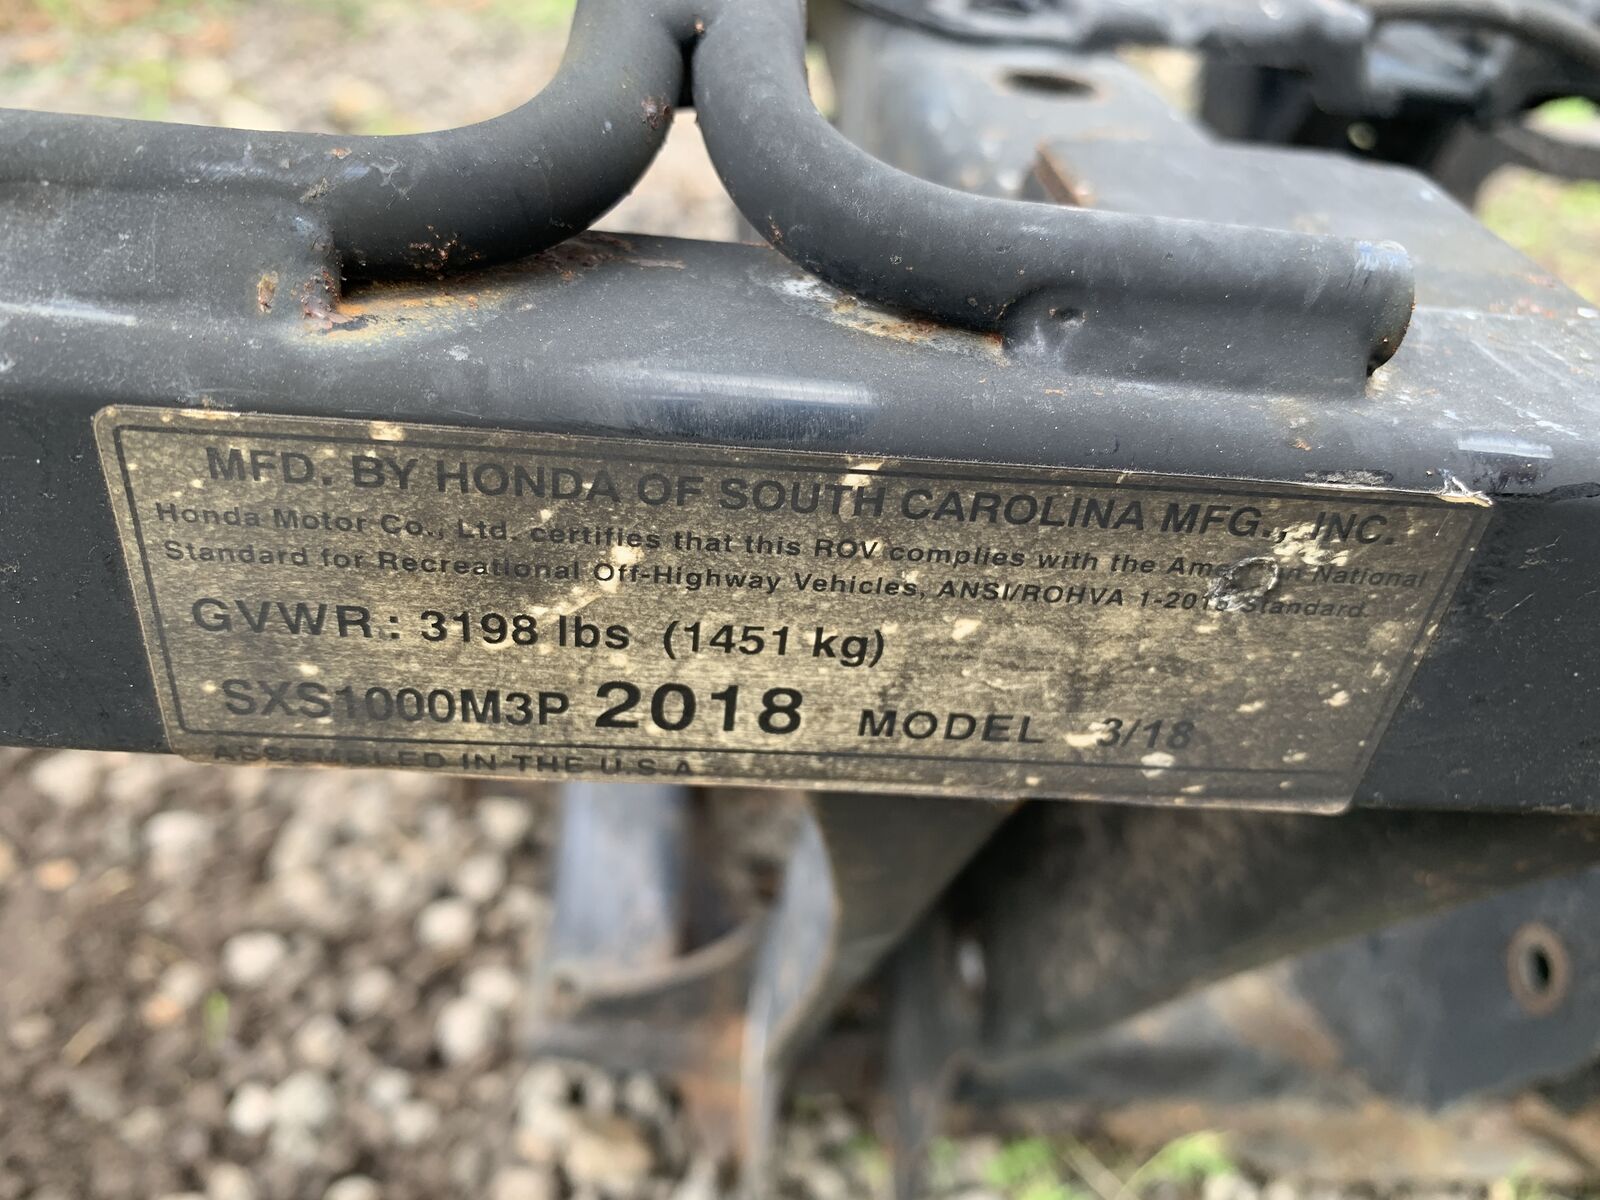 MFD. BY HONDA OF SOUTH CAROLINA MFG., INC.
Honda Motor Co., Ltd. certifies that this ROV complies with the American National
Standard for Recreational Off-Highway Vehicles, ANSI/ROHVA 1-2016 Standard.
GVWR : 3198 lbs (1451 kg)
SXS1000M3P 2018 MODEL 3/18
ASSEMBLED IN THE U.S.A.